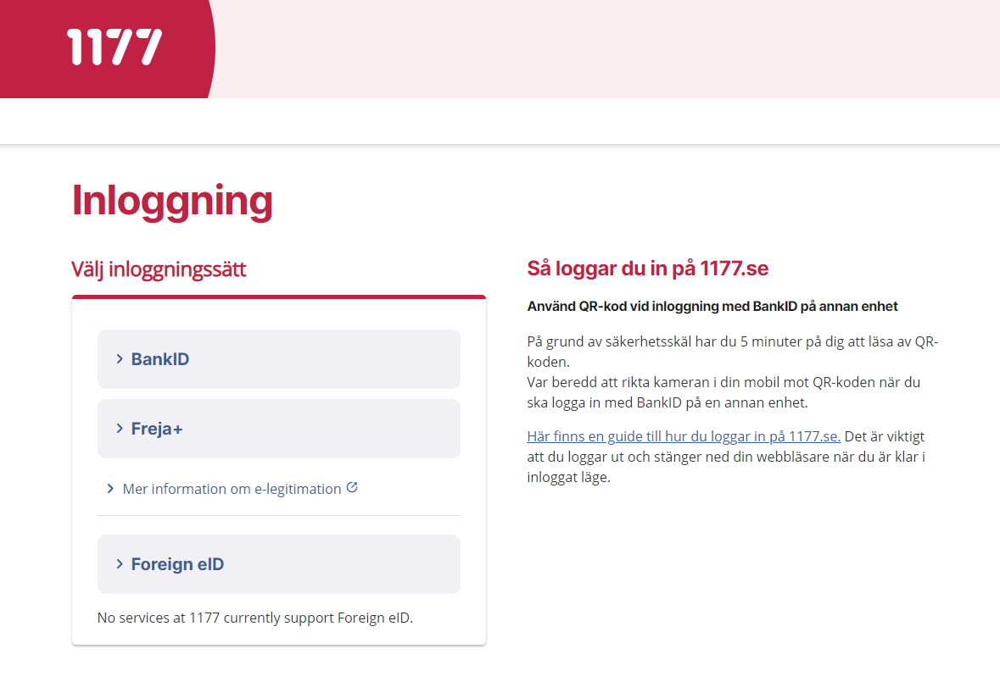 1177
Inloggning
Välj inloggningssätt
BankID
Freja+
Mer information om e-legitimation
Foreign eID
No services at 1177 currently support Foreign eID.
Så loggar du in på 1177.se
Använd QR-kod vid inloggning med BankID på annan enhet
På grund av säkerhetsskäl har du 5 minuter på dig att läsa av QR-
koden.
Var beredd att rikta kameran i din mobil mot QR-koden när du
ska logga in med BankID på en annan enhet.
Här finns en guide till hur du loggar in på 1177.se. Det är viktigt
att du loggar ut och stänger ned din webbläsare när du är klar i
inloggat läge.